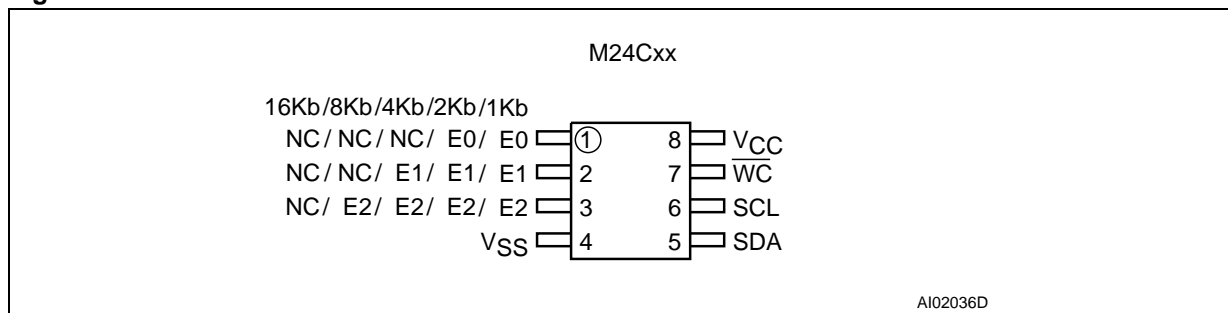 M24Cxx
16Kb/8Kb/4Kb/2Kb/1Kb
NC/ NC/ NC/ E0/ E0 1 8 VCC
NC/ NC/ E1/ E1/ E1 2 7 W̅C̅
NC/ E2/ E2/ E2/ E2 3 6 SCL
VSS 4 5 SDA
AI02036D